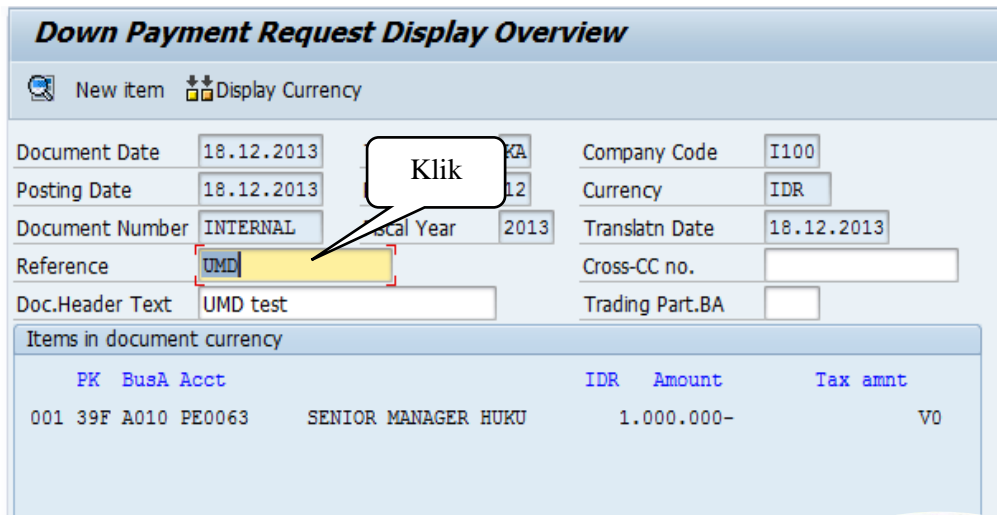 Down Payment Request Display Overview
New item Display Currency
Document Date 18.12.2013 KA Company Code I100
Klik
Posting Date 18.12.2013 12 Currency IDR
Document Number INTERNAL Fiscal Year 2013 Translatn Date 18.12.2013
Reference UMD Cross-CC no.
Doc.Header Text UMD test Trading Part.BA
Items in document currency
PK BusA Acct IDR Amount Tax amnt
001 39F A010 PE0063 SENIOR MANAGER HUKU 1.000.000- V0